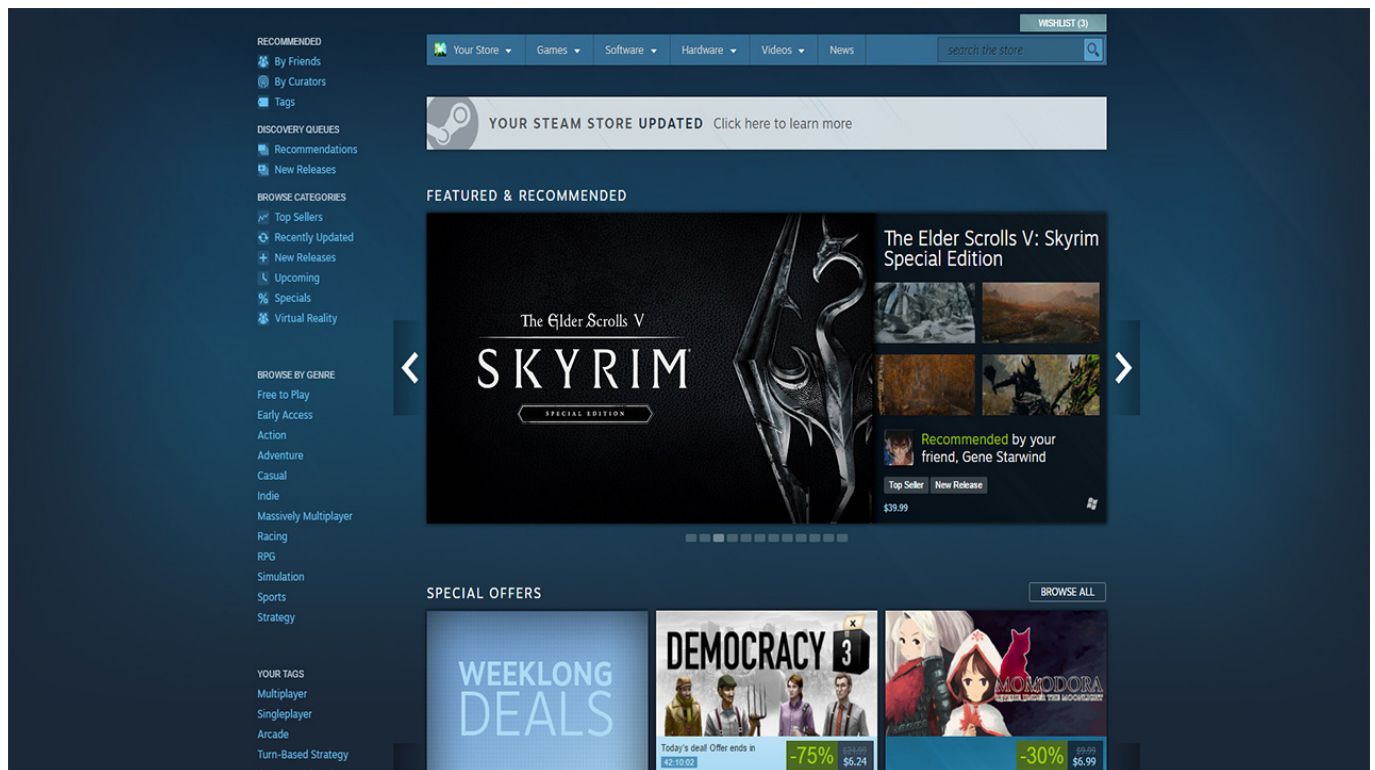 WISHLIST (3)
Your Store
Games
Software
Hardware
Videos
News
search the store
RECOMMENDED
By Friends
By Curators
Tags
DISCOVERY QUEUES
Recommendations
New Releases
BROWSE CATEGORIES
Top Sellers
Recently Updated
New Releases
Upcoming
Specials
Virtual Reality
BROWSE BY GENRE
Free to Play
Early Access
Action
Adventure
Casual
Indie
Massively Multiplayer
Racing
RPG
Simulation
Sports
Strategy
YOUR TAGS
Multiplayer
Singleplayer
Arcade
Turn-Based Strategy
YOUR STEAM STORE UPDATED Click here to learn more
FEATURED & RECOMMENDED
The Elder Scrolls V
SKYRIM
SPECIAL EDITION
The Elder Scrolls V: Skyrim
Special Edition
Recommended by your
friend, Gene Starwind
Top Seller
New Release
$39.99
SPECIAL OFFERS
BROWSE ALL
WEEKLONG
DEALS
DEMOCRACY 3
X
Today's deal! Offer ends in
42:10:02
-75%
$24.99
$6.24
MOMODORA
REVERIE UNDER THE MOONLIGHT
-30%
$9.99
$6.99